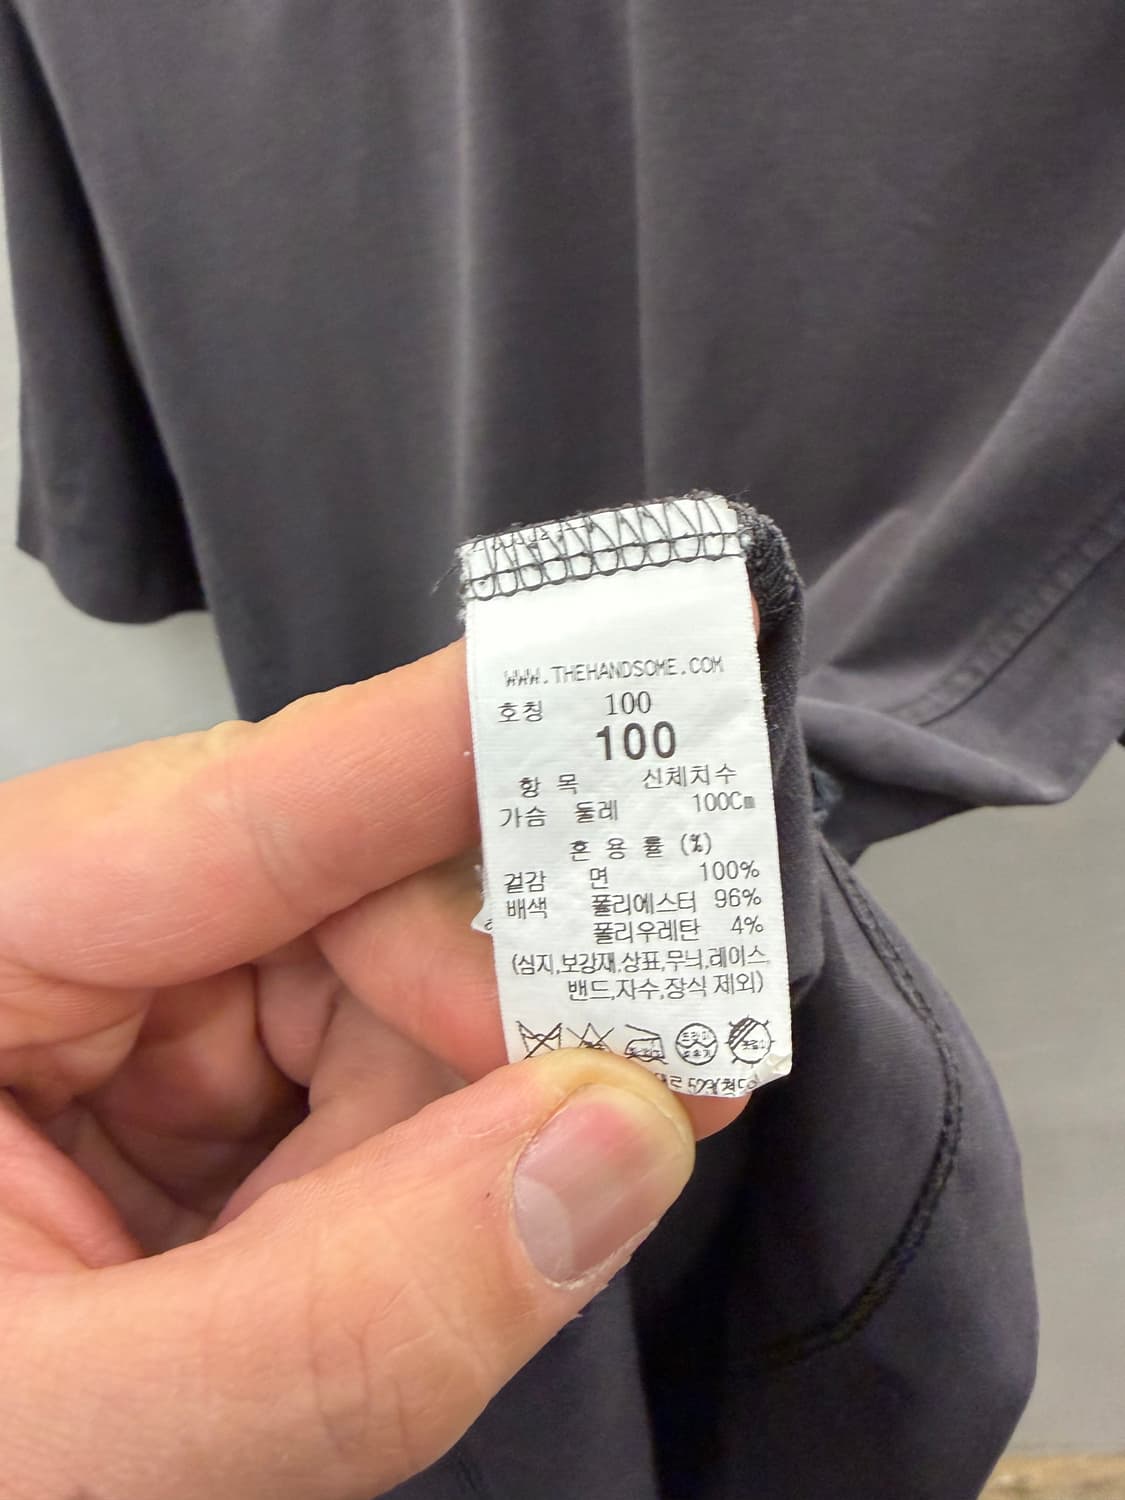 WWW.THEHANDSOME.COM
호칭 100
100
항 목 신체치수
가슴 둘레 100Cm
혼 용 률 (%)
겉감 면 100%
배색 폴리에스터 96%
폴리우레탄 4%
(심지,보강재,상표,무늬,레이스,
밴드,자수,장식 제외)
드라이